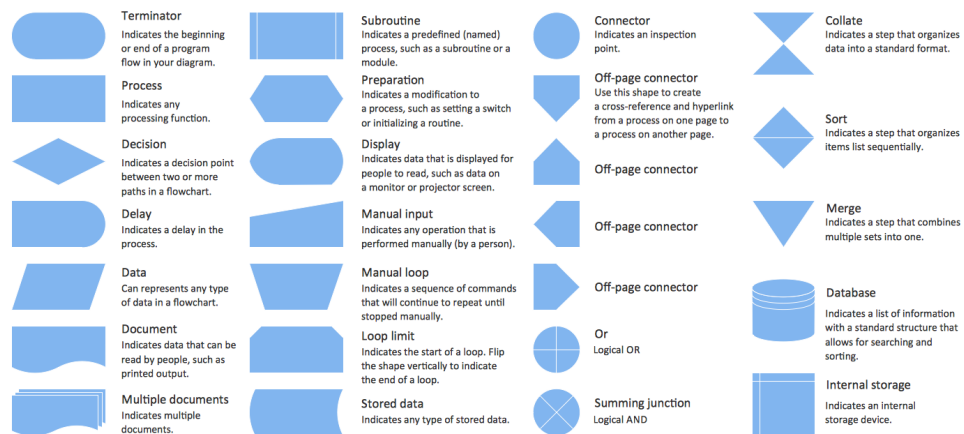 Terminator
Indicates the beginning
or end of a program
flow in your diagram.
Process
Indicates any
processing function.
Decision
Indicates a decision point
between two or more
paths in a flowchart.
Delay
Indicates a delay in the
process.
Data
Can represents any type
of data in a flowchart.
Document
Indicates data that can be
read by people, such as
printed output.
Multiple documents
Indicates multiple
documents.
Subroutine
Indicates a predefined (named)
process, such as a subroutine or a
module.
Preparation
Indicates a modification to
a process, such as setting a switch
or initializing a routine.
Display
Indicates data that is displayed for
people to read, such as data on
a monitor or projector screen.
Manual input
Indicates any operation that is
performed manually (by a person).
Manual loop
Indicates a sequence of commands
that will continue to repeat until
stopped manually.
Loop limit
Indicates the start of a loop. Flip
the shape vertically to indicate
the end of a loop.
Stored data
Indicates any type of stored data.
Connector
Indicates an inspection
point.
Off-page connector
Use this shape to create
a cross-reference and hyperlink
from a process on one page to
a process on another page.
Off-page connector
Off-page connector
Off-page connector
Or
Logical OR
Summing junction
Logical AND
Collate
Indicates a step that organizes
data into a standard format.
Sort
Indicates a step that organizes
items list sequentially.
Merge
Indicates a step that combines
multiple sets into one.
Database
Indicates a list of information
with a standard structure that
allows for searching and
sorting.
Internal storage
Indicates an internal
storage device.